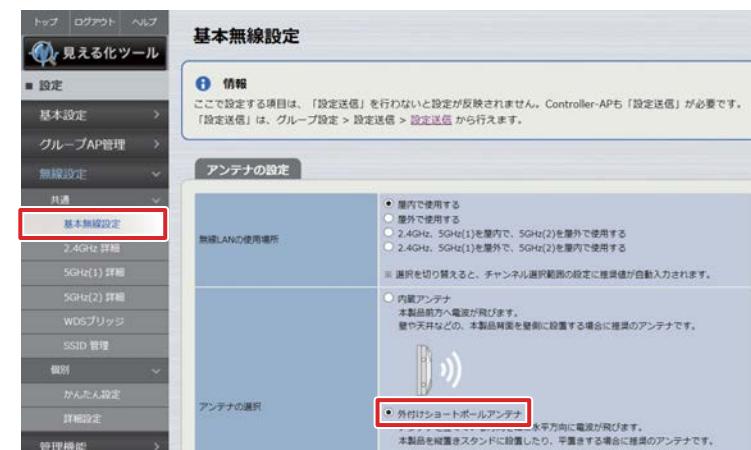 トップ ログアウト ヘルプ
見える化ツール
■ 設定
基本設定
グループAP管理
無線設定
共通
基本無線設定
2.4GHz 詳細
5GHz(1) 詳細
5GHz(2) 詳細
WDSブリッジ
SSID 管理
個別
かんたん設定
詳細設定
管理機能
基本無線設定
情報
ここで設定する項目は、「設定送信」を行わないと設定が反映されません。Controller-APも「設定送信」が必要です。
「設定送信」は、グループ設定 > 設定送信 > 設定送信 から行えます。
アンテナの設定
無線LANの使用場所
屋内で使用する
屋外で使用する
2.4GHz、5GHz(1)を屋内で、5GHz(2)を屋外で使用する
2.4GHz、5GHz(1)を屋外で、5GHz(2)を屋内で使用する
※ 選択を切り替えると、チャンネル選択範囲の設定に推奨値が自動入力されます。
アンテナの選択
内蔵アンテナ
本製品前方へ電波が飛びます。
壁や天井などの、本製品背面を壁側に設置する場合に推奨のアンテナです。
外付けショートポールアンテナ
水平方向に電波が飛びます。
本製品を縦置きスタンドに設置したり、平置きする場合に推奨のアンテナです。